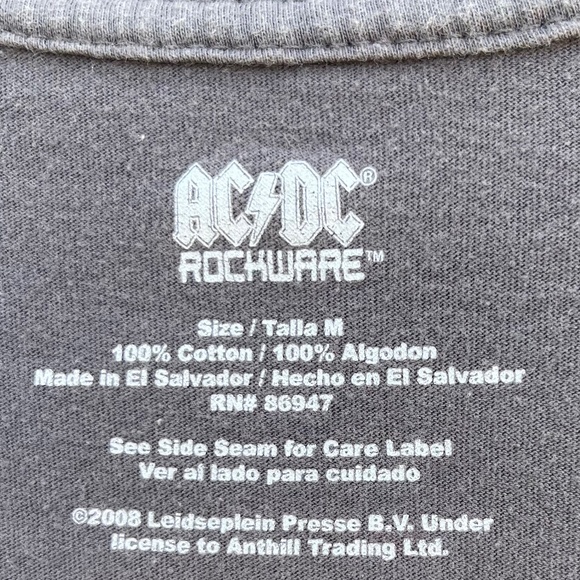 AC⚡DC®
ROCKWARE™
Size / Talla M
100% Cotton / 100% Algodon
Made in El Salvador / Hecho en El Salvador
RN# 86947
See Side Seam for Care Label
Ver al lado para cuidado
©2008 Leidseplein Presse B.V. Under
license to Anthill Trading Ltd.